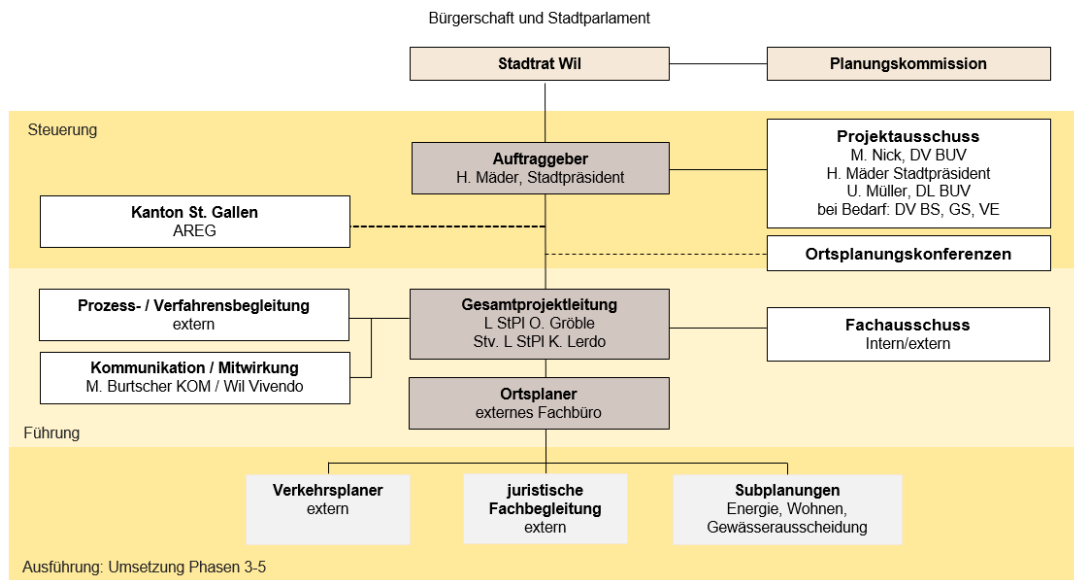 Bürgerschaft und Stadtparlament
Stadtrat Wil
Planungskommission
Steuerung
Auftraggeber
H. Mäder, Stadtpräsident
Projektausschuss
M. Nick, DV BUV
H. Mäder Stadtpräsident
U. Müller, DL BUV
bei Bedarf: DV BS, GS, VE
Kanton St. Gallen
AREG
Ortsplanungskonferenzen
Prozess- / Verfahrensbegleitung
extern
Gesamtprojektleitung
L StPl O. Gröble
Stv. L StPl K. Lerdo
Fachausschuss
Intern/extern
Kommunikation / Mitwirkung
M. Burtscher KOM / Wil Vivendo
Ortsplaner
externes Fachbüro
Führung
Verkehrsplaner
extern
juristische
Fachbegleitung
extern
Subplanungen
Energie, Wohnen,
Gewässerausscheidung
Ausführung: Umsetzung Phasen 3-5